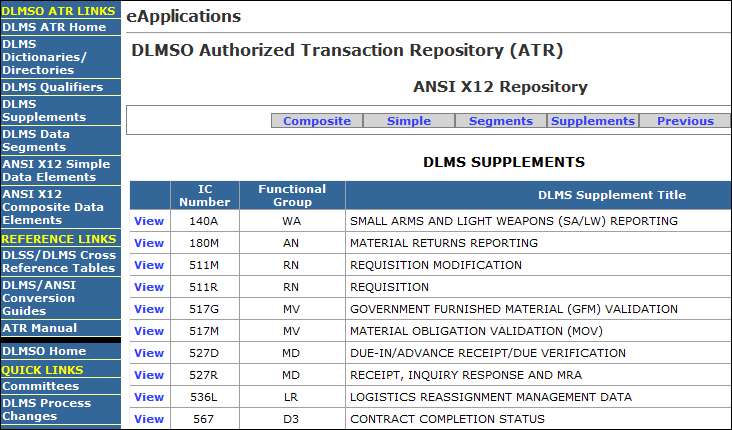 DLMSO ATR LINKS
DLMS ATR Home
DLMS
Dictionaries/
Directories
DLMS Qualifiers
DLMS
Supplements
DLMS Data
Segments
ANSI X12 Simple
Data Elements
ANSI X12
Composite Data
Elements
REFERENCE LINKS
DLSS/DLMS Cross
Reference Tables
DLMS/ANSI
Conversion
Guides
ATR Manual
DLMSO Home
QUICK LINKS
Committees
DLMS Process
Changes
eApplications
DLMSO Authorized Transaction Repository (ATR)
ANSI X12 Repository
Composite Simple Segments Supplements Previous
DLMS SUPPLEMENTS
IC Number Functional Group DLMS Supplement Title
View 140A WA SMALL ARMS AND LIGHT WEAPONS (SA/LW) REPORTING
View 180M AN MATERIAL RETURNS REPORTING
View 511M RN REQUISITION MODIFICATION
View 511R RN REQUISITION
View 517G MV GOVERNMENT FURNISHED MATERIAL (GFM) VALIDATION
View 517M MV MATERIAL OBLIGATION VALIDATION (MOV)
View 527D MD DUE-IN/ADVANCE RECEIPT/DUE VERIFICATION
View 527R MD RECEIPT, INQUIRY RESPONSE AND MRA
View 536L LR LOGISTICS REASSIGNMENT MANAGEMENT DATA
View 567 D3 CONTRACT COMPLETION STATUS